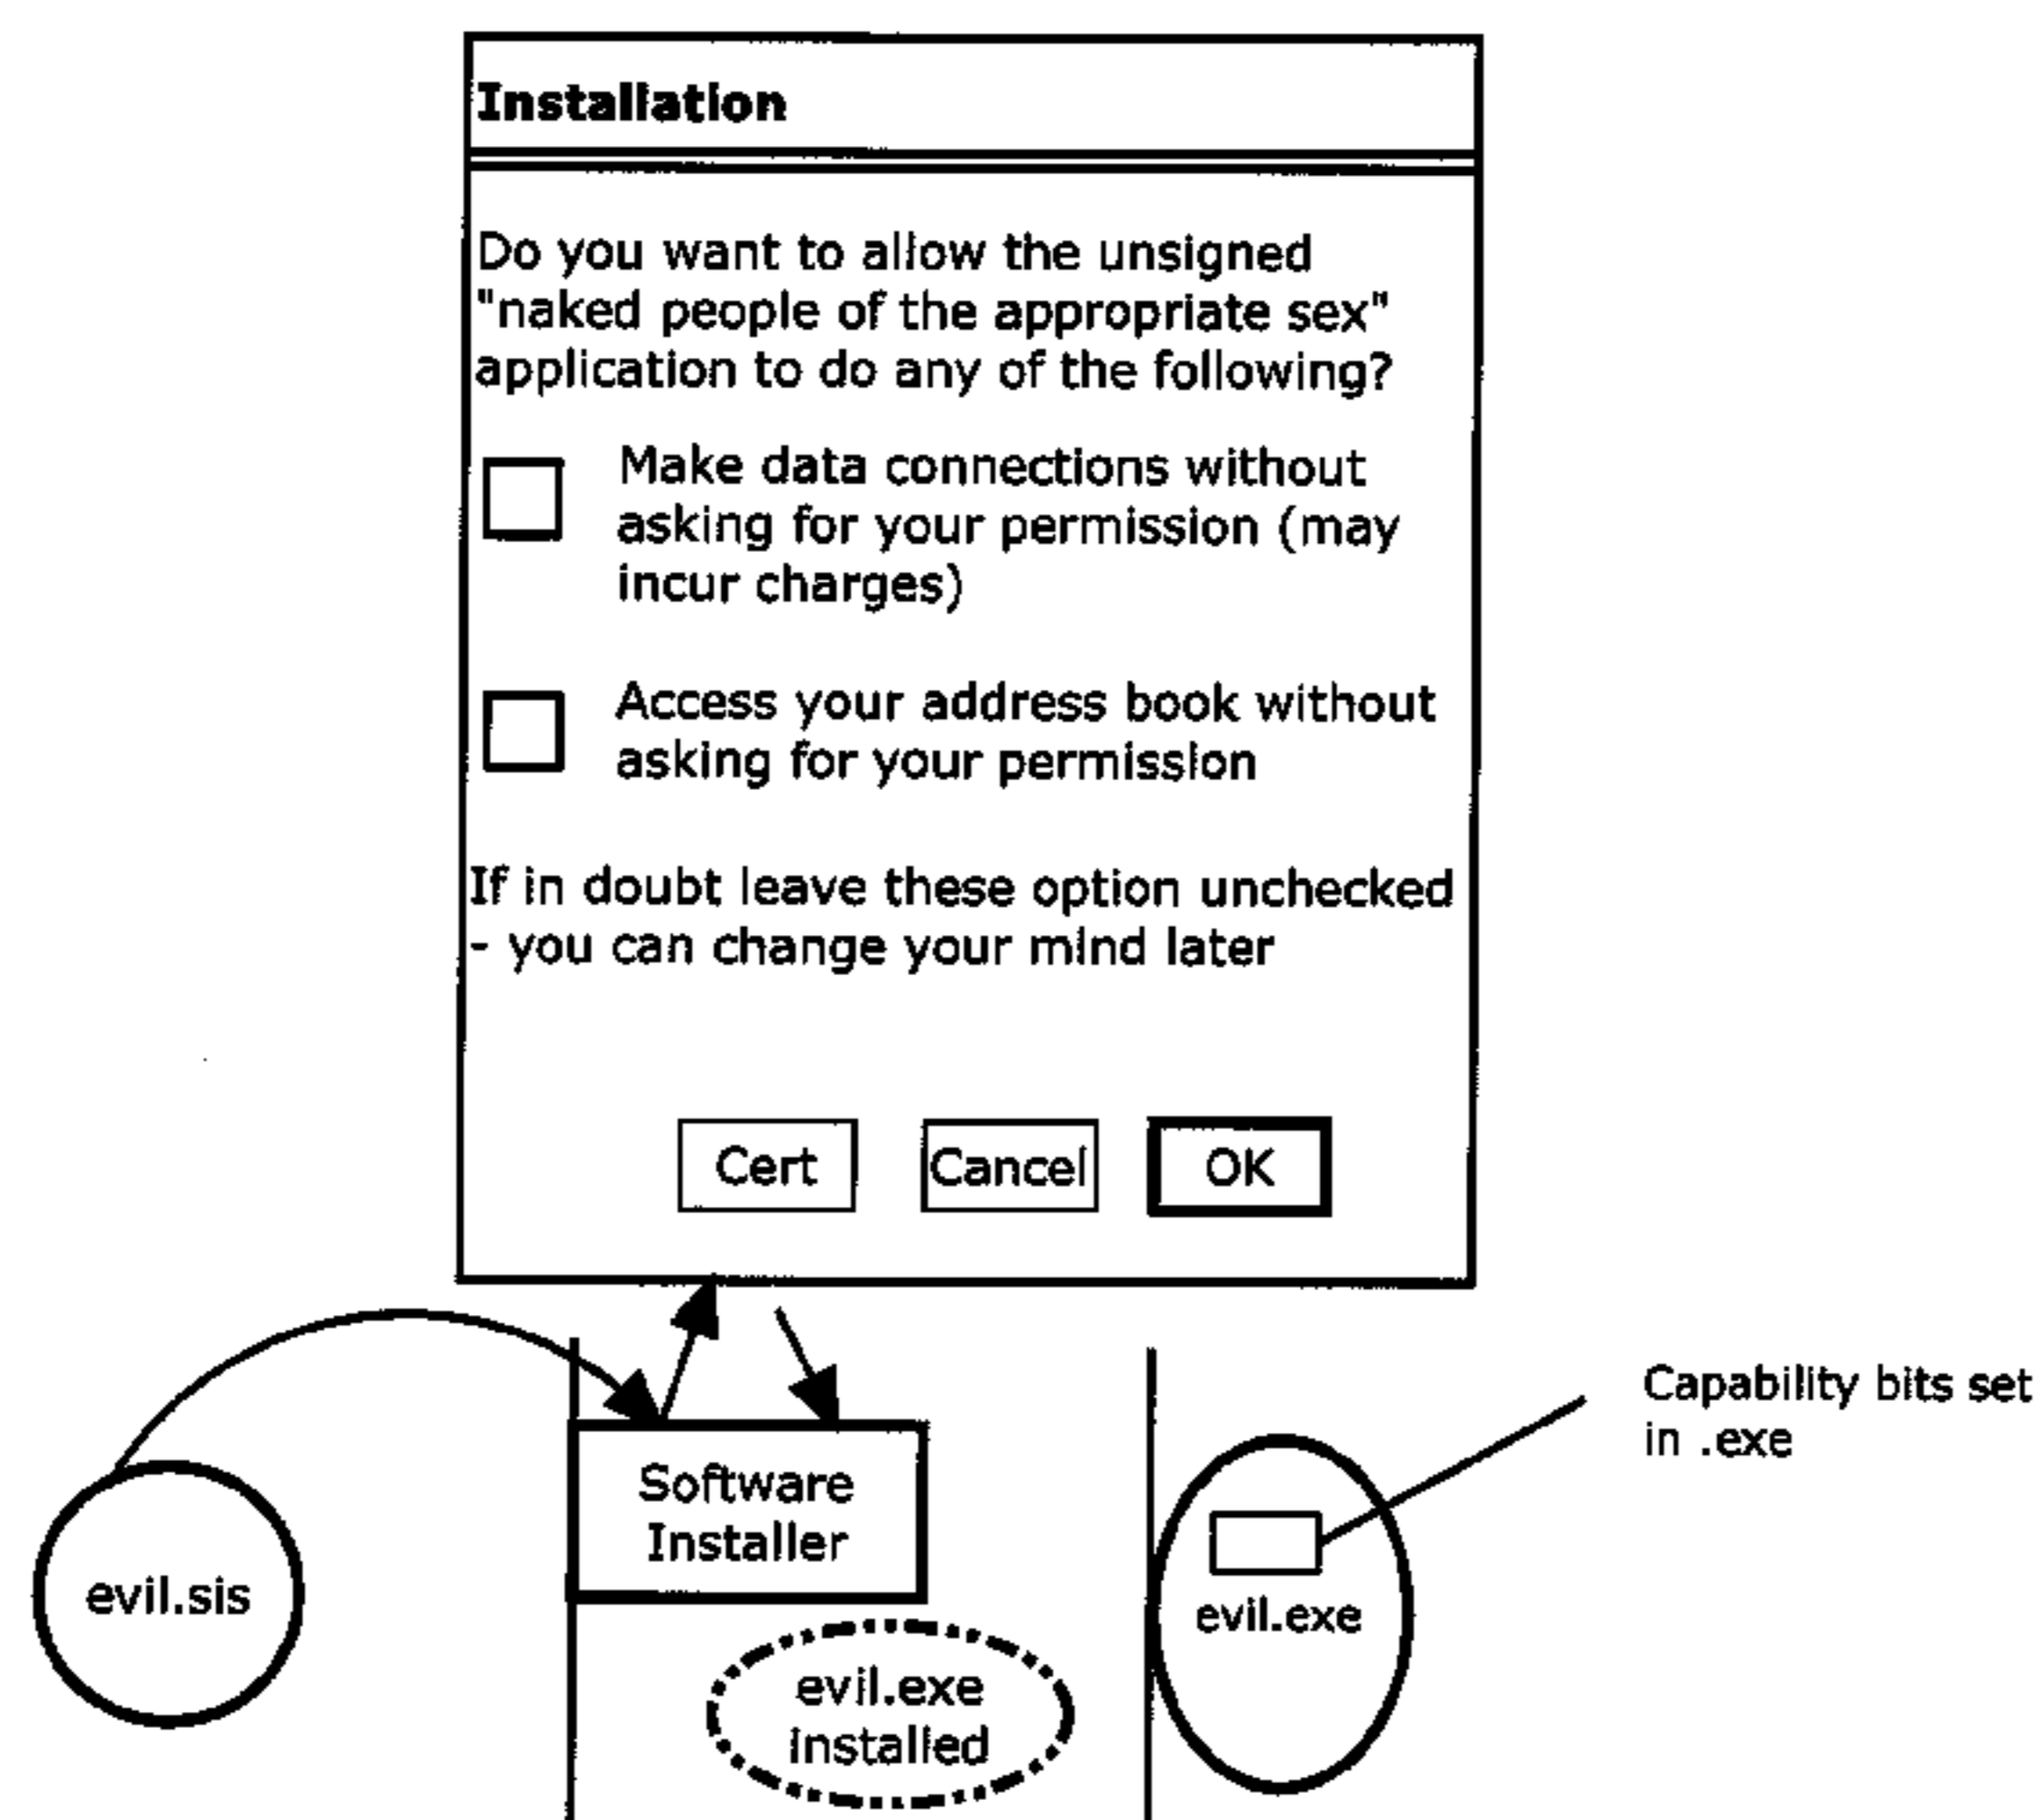 Installation
Do you want to allow the unsigned
"naked people of the appropriate sex"
application to do any of the following?
Make data connections without
asking for your permission (may
incur charges)
Access your address book without
asking for your permission
If in doubt leave these option unchecked
- you can change your mind later
Cert
Cancel
OK
Capability bits set
in .exe
Software
Installer
evil.sis
evil.exe
evil.exe
installed